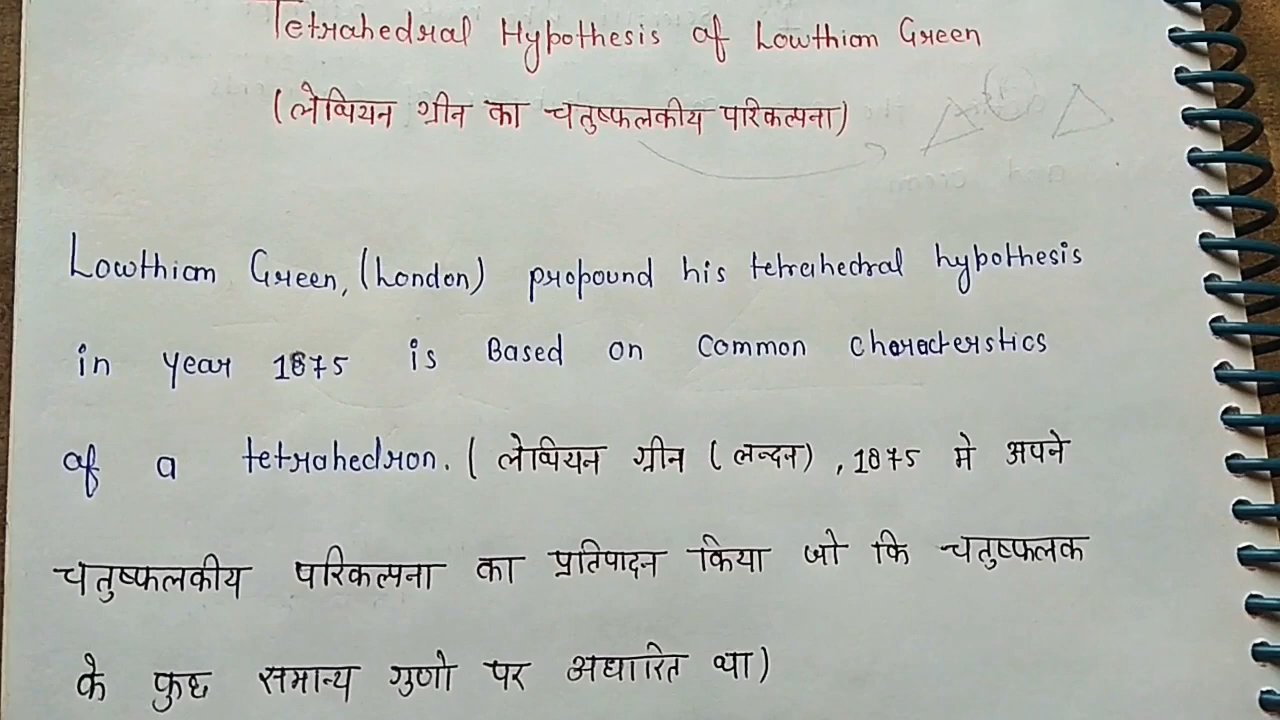 Tetrahedral Hypothesis of Lowthian Green
(लोथियन ग्रीन का चतुष्फलकीय परिकल्पना)
Lowthian Green, (London) propound his tetrahedral hypothesis
in year 1875 is Based on common charecterstics
of a tetrahedron. ( लोथियन ग्रीन ( लन्दन) , 1875 मे अपने
चतुष्फलकीय परिकल्पना का प्रतिपादन किया जो कि चतुष्फलक
के कुछ समान्य गुणो पर अधारित था)